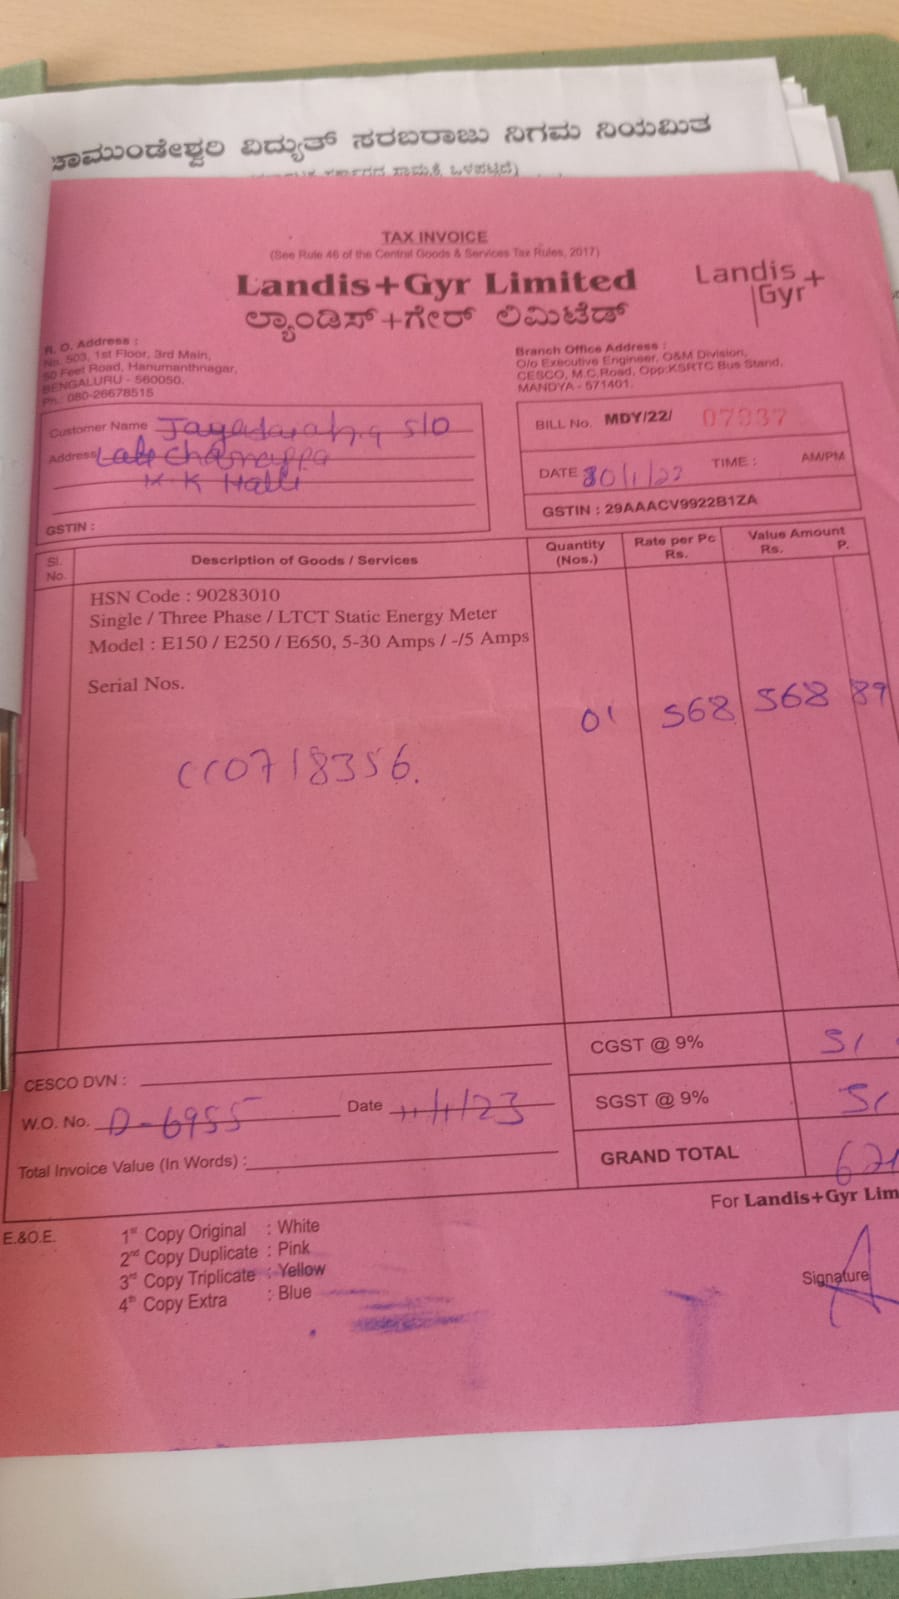 ಚಾಮುಂಡೇಶ್ವರಿ ವಿದ್ಯುತ್ ಸರಬರಾಜು ನಿಗಮ ನಿಯಮಿತ
TAX INVOICE
(See Rule 46 of the Central Goods & Services Tax Rules, 2017)
Landis+Gyr Limited
ಲ್ಯಾಂಡಿಸ್+ಗೇರ್ ಲಿಮಿಟೆಡ್
Landis
Gyr+
R. O. Address :
No. 503, 1st Floor, 3rd Main,
50 Feet Road, Hanumanthnagar,
BENGALURU - 560050.
Ph.: 080-26678515
Branch Office Address :
O/o Executive Engineer, O&M Division,
CESCO, M.C.Road, Opp:KSRTC Bus Stand,
MANDYA - 571401.
Customer Name S/O
Address Late
K.K Halli
GSTIN :
BILL No. MDY/22/ 07937
DATE 30/1/23 TIME : AM/PM
GSTIN : 29AAACV9922B1ZA
Sl. No. Description of Goods / Services Quantity (Nos.) Rate per Pc Rs. Value Amount Rs. P.
HSN Code : 90283010
Single / Three Phase / LTCT Static Energy Meter
Model : E150 / E250 / E650, 5-30 Amps / -/5 Amps
Serial Nos.
01 568 568 89
CC0718356.
CGST @ 9% 51
SGST @ 9% 51
GRAND TOTAL 671
CESCO DVN :
W.O. No. D-6955 Date 11/1/23
Total Invoice Value (In Words) :
For Landis+Gyr Lim
E.&O.E.
1st Copy Original : White
2nd Copy Duplicate : Pink
3rd Copy Triplicate : Yellow
4th Copy Extra : Blue
Signature